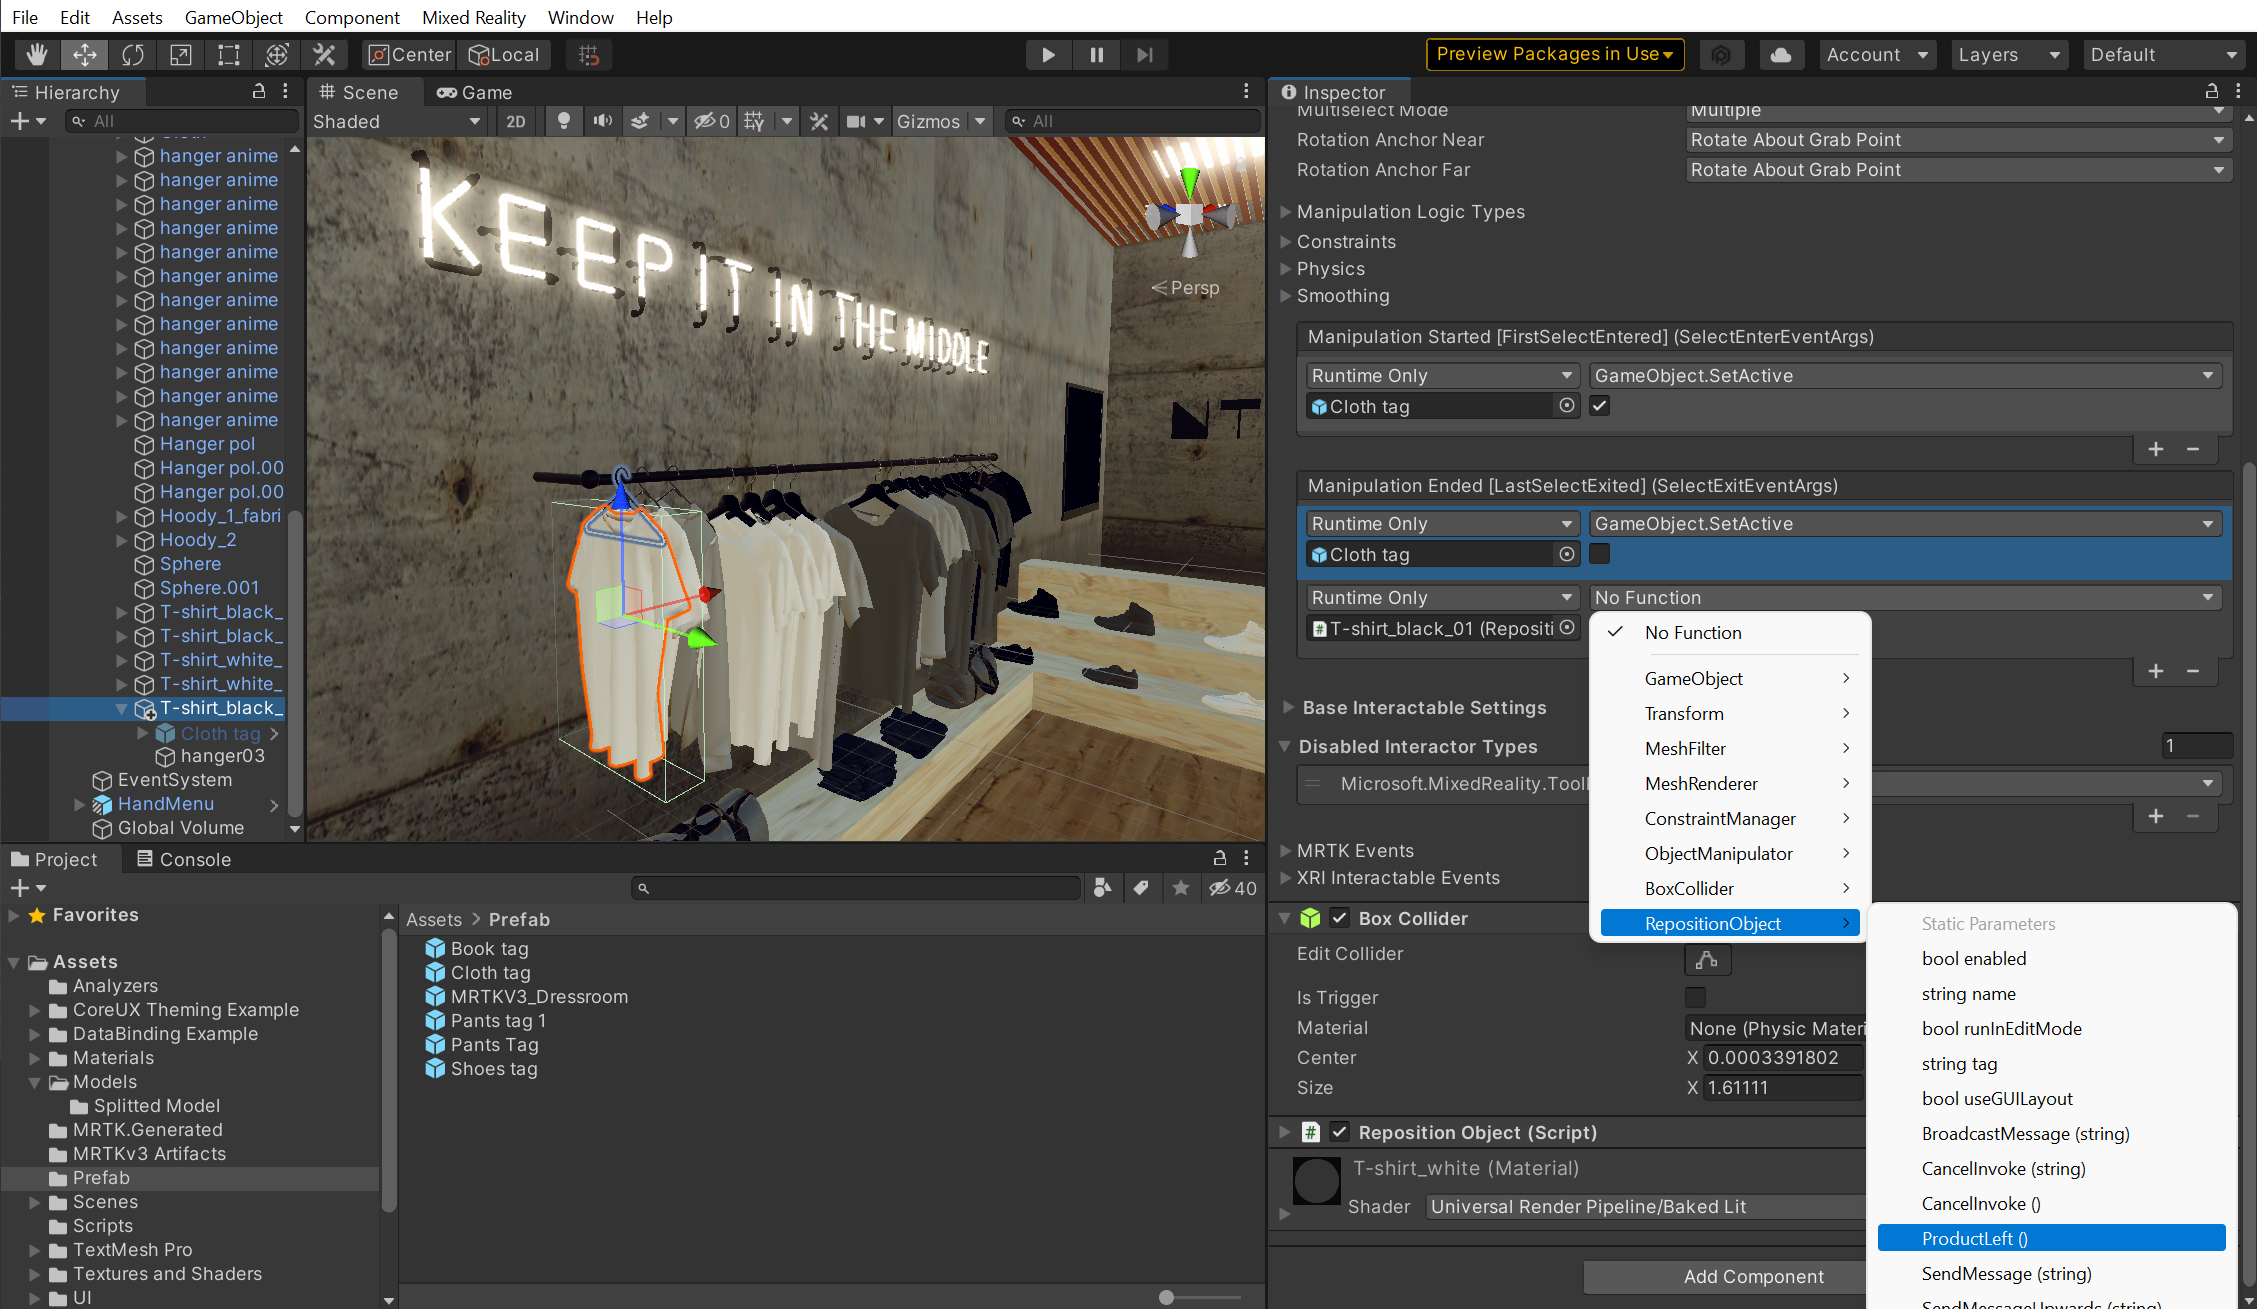 File Edit Assets GameObject Component Mixed Reality Window Help
Center Local Preview Packages in Use Account Layers Default
Hierarchy
All
hanger anime
hanger anime
hanger anime
hanger anime
hanger anime
hanger anime
hanger anime
hanger anime
hanger anime
hanger anime
hanger anime
hanger anime
Hanger pol
Hanger pol.00
Hanger pol.00
Hoody_1_fabri
Hoody_2
Sphere
Sphere.001
T-shirt_black_
T-shirt_black_
T-shirt_white_
T-shirt_white_
T-shirt_black_
Cloth tag
hanger03
EventSystem
HandMenu
Global Volume
Scene Game
Shaded 2D 0 Gizmos All
KEEP IT IN THE MIDDLE
Persp
Inspector
Multiselect Mode Multiple
Rotation Anchor Near Rotate About Grab Point
Rotation Anchor Far Rotate About Grab Point
Manipulation Logic Types
Constraints
Physics
Smoothing
Manipulation Started [FirstSelectEntered] (SelectEnterEventArgs)
Runtime Only GameObject.SetActive
Cloth tag
Manipulation Ended [LastSelectExited] (SelectExitEventArgs)
Runtime Only GameObject.SetActive
Cloth tag
Runtime Only No Function
T-shirt_black_01 (Repositi
No Function
GameObject
Transform
MeshFilter
MeshRenderer
ConstraintManager
ObjectManipulator
BoxCollider
RepositionObject
Base Interactable Settings
Disabled Interactor Types 1
Microsoft.MixedReality.Tool
MRTK Events
XRI Interactable Events
Box Collider
Edit Collider
Is Trigger
Material None (Physic Materi
Center X 0.0003391802
Size X 1.61111
Reposition Object (Script)
T-shirt_white (Material)
Shader Universal Render Pipeline/Baked Lit
Add Component
Static Parameters
bool enabled
string name
bool runInEditMode
string tag
bool useGUILayout
BroadcastMessage (string)
CancelInvoke (string)
CancelInvoke ()
ProductLeft ()
SendMessage (string)
SendMessageUpwards (string)
Project Console
40
Favorites
Assets
Analyzers
CoreUX Theming Example
DataBinding Example
Materials
Models
Splitted Model
MRTK.Generated
MRTKv3 Artifacts
Prefab
Scenes
Scripts
TextMesh Pro
Textures and Shaders
UI
Assets > Prefab
Book tag
Cloth tag
MRTKV3_Dressroom
Pants tag 1
Pants Tag
Shoes tag